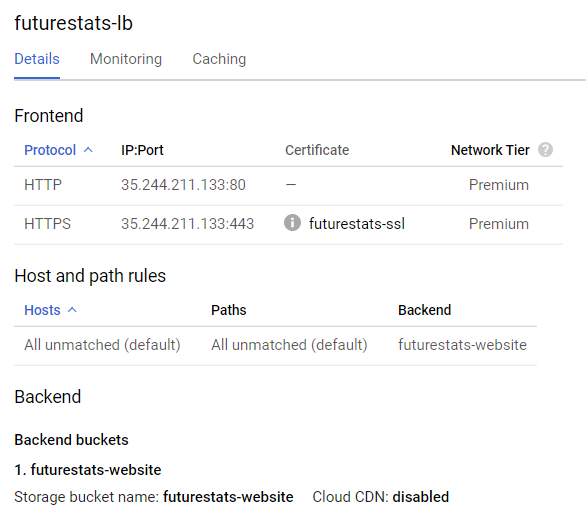 futurestats-lb
Details Monitoring Caching
Frontend
Protocol IP:Port Certificate Network Tier ?
HTTP 35.244.211.133:80 — Premium
HTTPS 35.244.211.133:443 futurestats-ssl Premium
Host and path rules
Hosts Paths Backend
All unmatched (default) All unmatched (default) futurestats-website
Backend
Backend buckets
1. futurestats-website
Storage bucket name: futurestats-website Cloud CDN: disabled